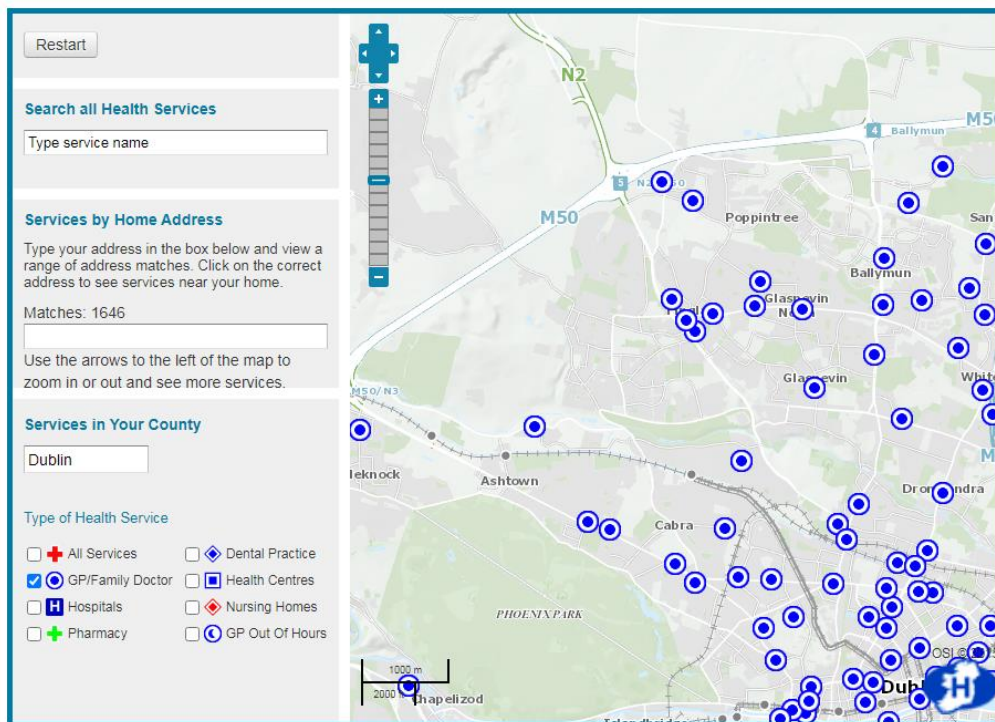 Restart
Search all Health Services
Type service name
Services by Home Address
Type your address in the box below and view a
range of address matches. Click on the correct
address to see services near your home.
Matches: 1646
Use the arrows to the left of the map to
zoom in or out and see more services.
Services in Your County
Dublin
Type of Health Service
All Services
Dental Practice
GP/Family Doctor
Health Centres
H Hospitals
Nursing Homes
Pharmacy
GP Out Of Hours
N2
M50
4
Ballymun
5
M50
Poppintree
San
Ballymun
Glasnevin
Glasnevin
White
M50/N3
Ashtown
Cabra
PHOENIX PARK
1000 m
Chapelizod
H